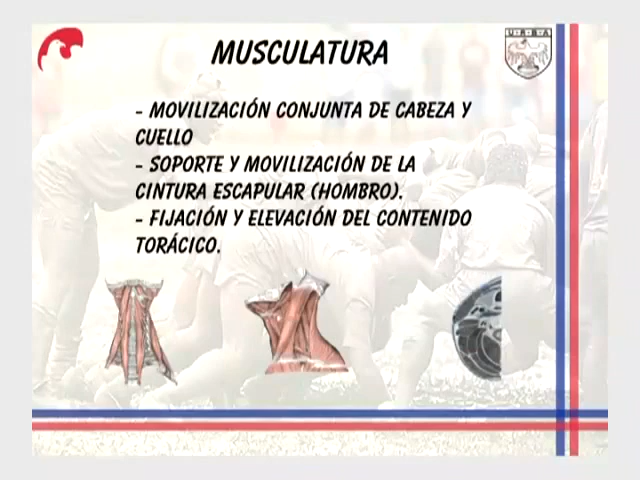 MUSCULATURA
- MOVILIZACIÓN CONJUNTA DE CABEZA Y
CUELLO
- SOPORTE Y MOVILIZACIÓN DE LA
CINTURA ESCAPULAR (HOMBRO).
- FIJACIÓN Y ELEVACIÓN DEL CONTENIDO
TORÁCICO.